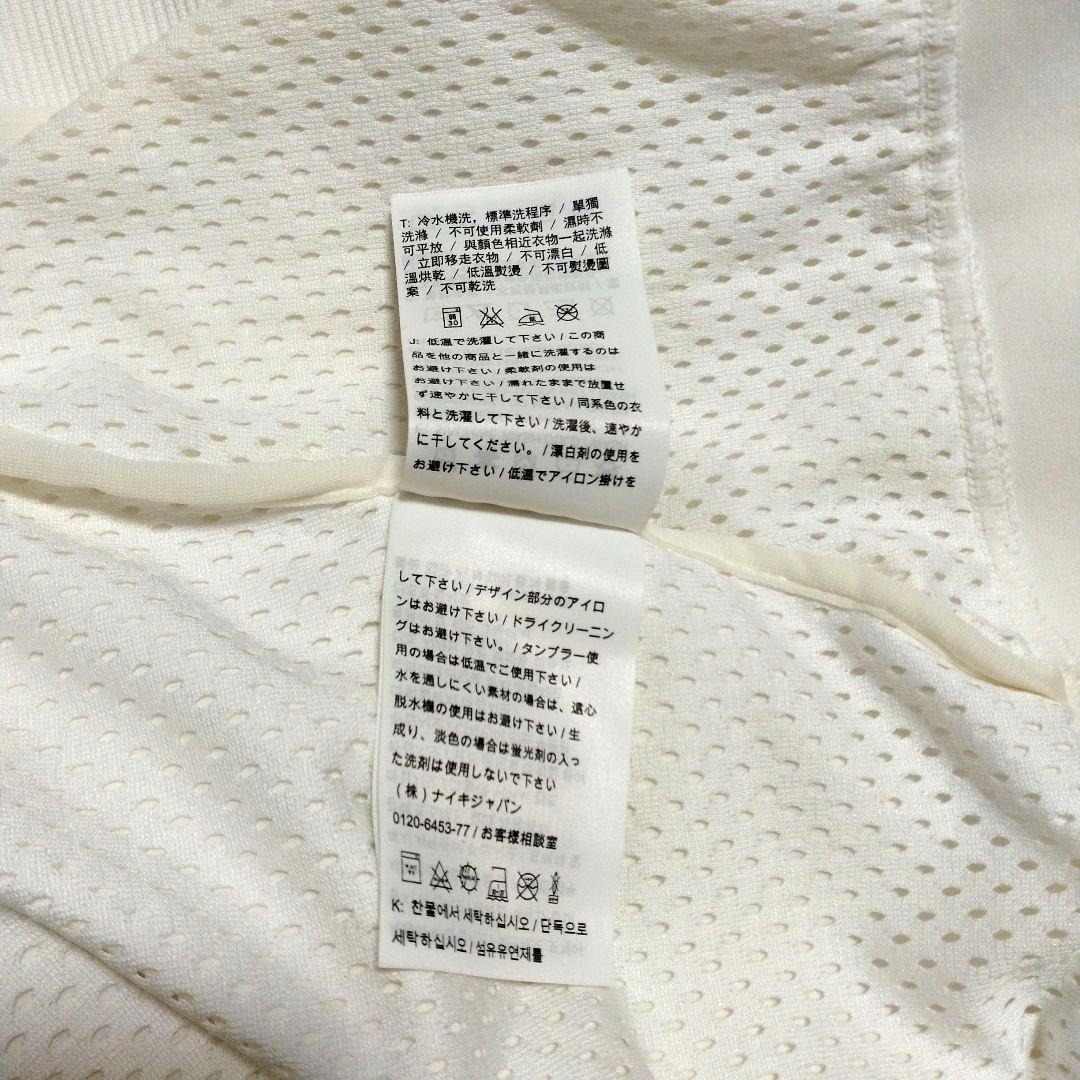 T: 冷水機洗，標準洗程序 / 單獨
洗滌 / 不可使用柔軟劑 / 濕時不
可平放 / 與顏色相近衣物一起洗滌
/ 立即移走衣物 / 不可漂白 / 低
溫烘乾 / 低溫熨燙 / 不可熨燙圖
案 / 不可乾洗
30
J: 低温で洗濯して下さい / この商
品を他の商品と一緒に洗濯するのは
お避け下さい / 柔軟剤の使用は
お避け下さい / 濡れたままで放置せ
ず速やかに干して下さい / 同系色の衣
料と洗濯して下さい / 洗濯後、速やか
に干してください。 / 漂白剤の使用を
お避け下さい / 低温でアイロン掛けを
して下さい / デザイン部分のアイロ
ンはお避け下さい / ドライクリーニン
グはお避け下さい。 / タンブラー使
用の場合は低温でご使用下さい /
水を通しにくい素材の場合は、遠心
脱水機の使用はお避け下さい / 生
成り、淡色の場合は蛍光剤の入っ
た洗剤は使用しないで下さい
(株) ナイキジャパン
0120-6453-77 / お客様相談室
K: 찬물에서 세탁하십시오 / 단독으로
세탁하십시오 / 섬유유연제를